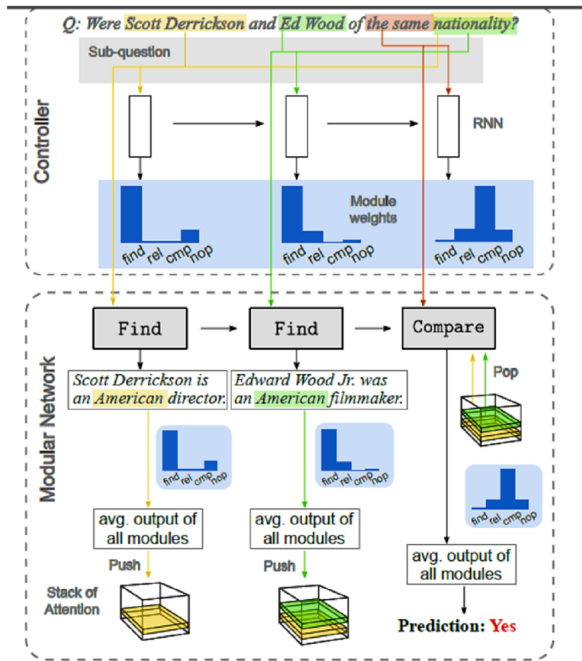 Q: Were Scott Derrickson and Ed Wood of the same nationality?
Sub-question
Controller
RNN
Module
weights
find rel cmp nop
find rel cmp nop
find rel cmp nop
Modular Network
Find
Find
Compare
Scott Derrickson is
an American director.
Edward Wood Jr. was
an American filmmaker.
Pop
find rel cmp nop
find rel cmp nop
find rel cmp nop
avg. output of
all modules
avg. output of
all modules
avg. output of
all modules
Push
Push
Stack of
Attention
Prediction: Yes